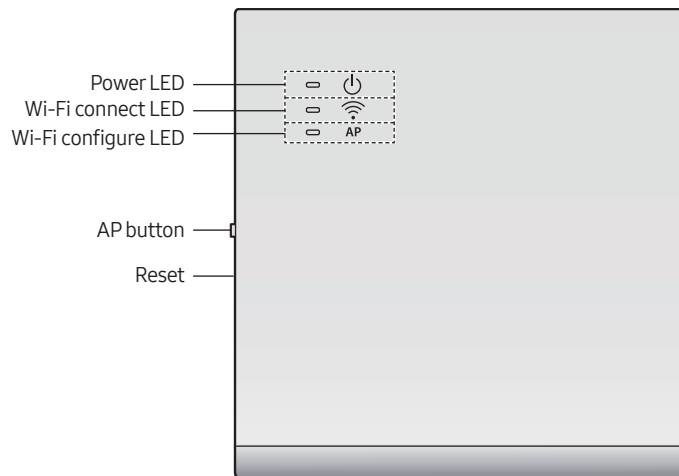 Power LED
Wi-Fi connect LED
Wi-Fi configure LED
AP
AP button
Reset